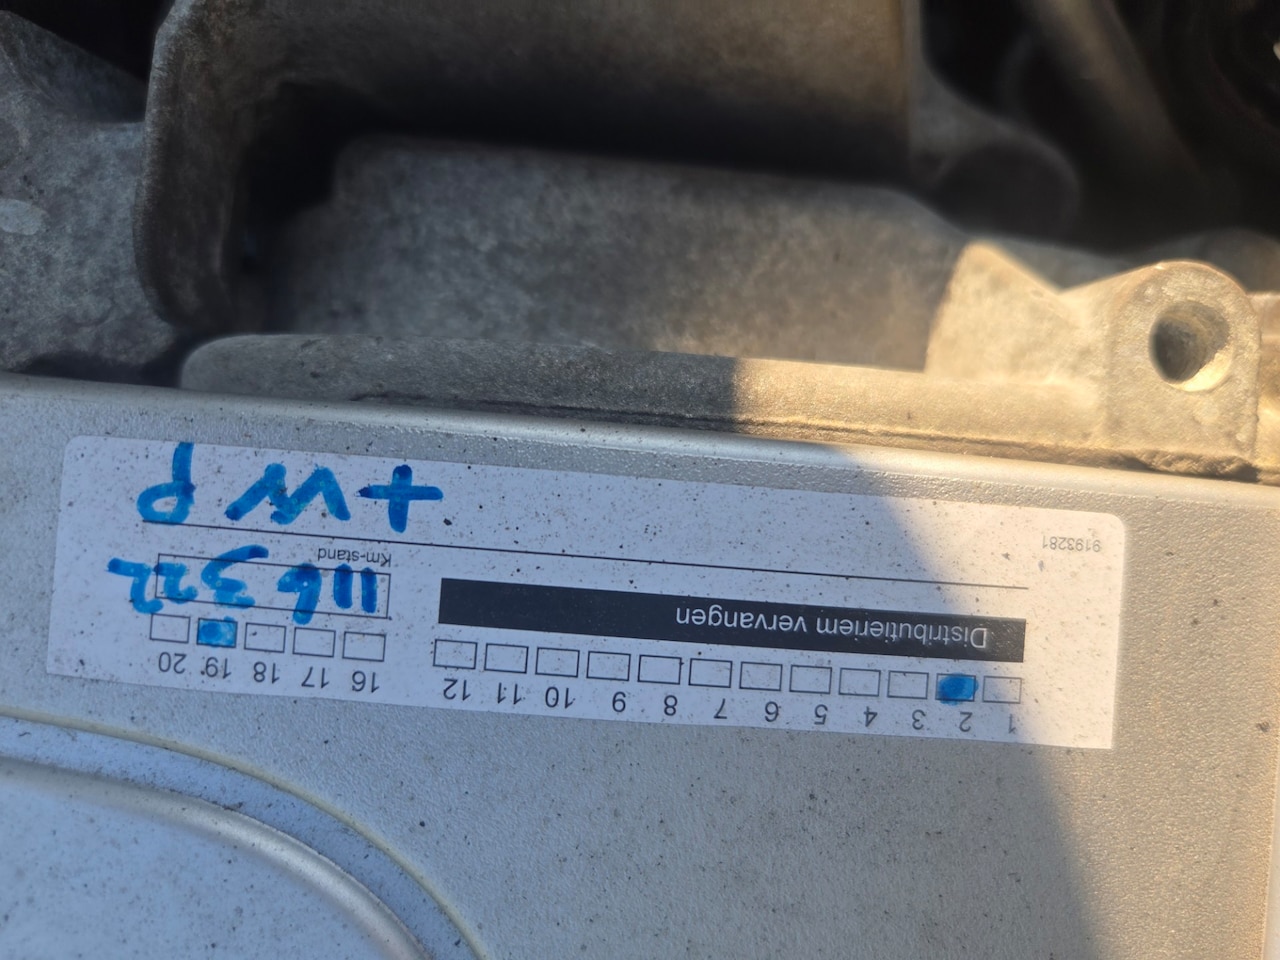 1 2 3 4 5 6 7 8 9 10 11 12 16 17 18 19 20
Distributieriem vervangen
116 322
Km-stand
9193281
+ WP